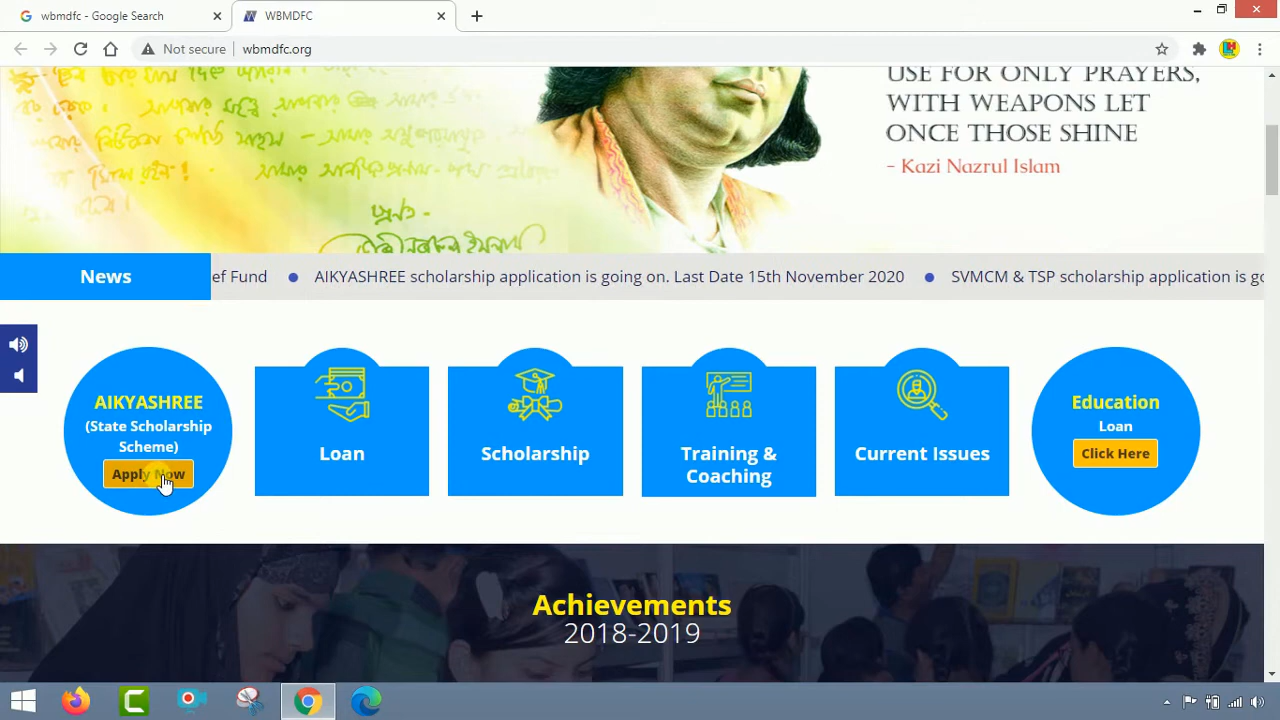 wbmdfc - Google Search
WBMDFC
Not secure
wbmdfc.org
USE FOR ONLY PRAYERS,
WITH WEAPONS LET
ONCE THOSE SHINE
- Kazi Nazrul Islam
News
ef Fund
AIKYASHREE scholarship application is going on. Last Date 15th November 2020
SVMCM & TSP scholarship application is go
AIKYASHREE
(State Scholarship
Scheme)
Apply Now
Loan
Scholarship
Training &
Coaching
Current Issues
Education
Loan
Click Here
Achievements
2018-2019